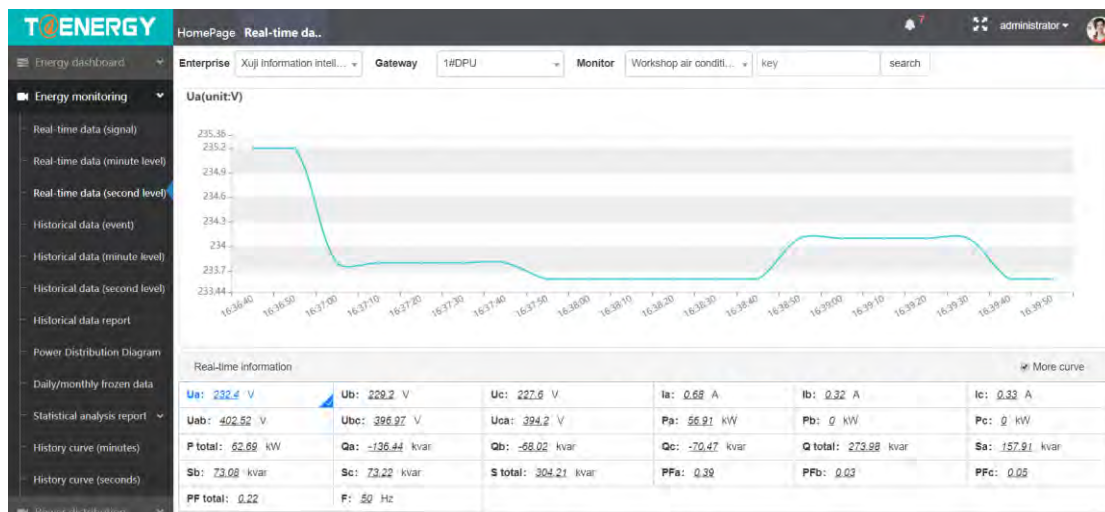 T@ENERGY
HomePage Real-time da.. 7 administrator
Energy dashboard
Enterprise Xuji information intell... Gateway 1#DPU Monitor Workshop air conditi... key search
Energy monitoring
Real-time data (signal)
Real-time data (minute level)
Real-time data (second level)
Historical data (event)
Historical data (minute level)
Historical data (second level)
Historical data report
Power Distribution Diagram
Daily/monthly frozen data
Statistical analysis report
History curve (minutes)
History curve (seconds)
Ua(unit:V)
235.36
235.2
234.9
234.6
234.3
234
233.7
233.44
16:36:40 16:36:50 16:37:00 16:37:10 16:37:20 16:37:30 16:37:40 16:37:50 16:38:00 16:38:10 16:38:20 16:38:30 16:38:40 16:38:50 16:39:00 16:39:10 16:39:20 16:39:30 16:39:40 16:39:50
Real-time information More curve
Ua: 232.4 V Ub: 229.2 V Uc: 227.6 V Ia: 0.68 A Ib: 0.32 A Ic: 0.33 A
Uab: 402.52 V Ubc: 396.97 V Uca: 394.2 V Pa: 56.91 kW Pb: 0 kW Pc: 0 kW
P total: 62.69 kW Qa: -136.44 kvar Qb: -68.02 kvar Qc: -70.47 kvar Q total: 273.98 kvar Sa: 157.91 kvar
Sb: 73.08 kvar Sc: 73.22 kvar S total: 304.21 kvar PFa: 0.39 PFb: 0.03 PFc: 0.05
PF total: 0.22 F: 50 Hz